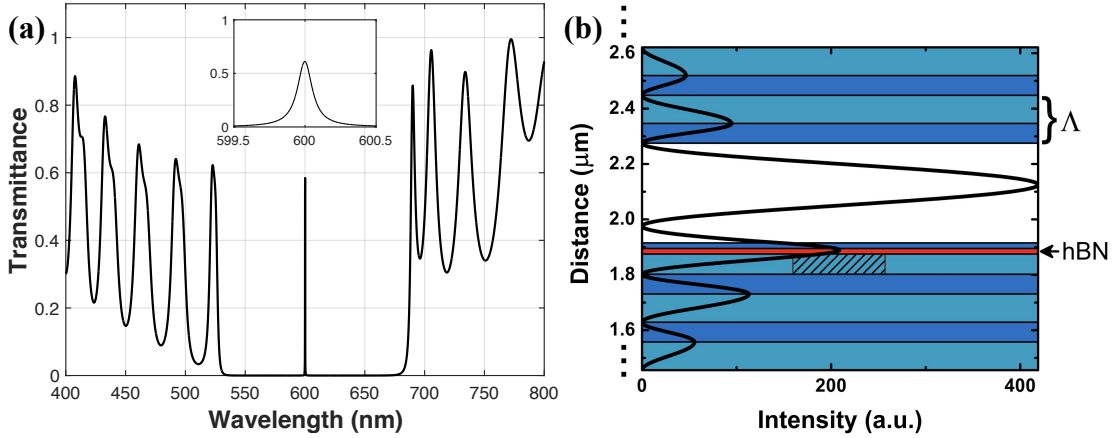 (a)
1
0.8
0.6
0.4
0.2
0
Transmittance
400 450 500 550 600 650 700 750 800
Wavelength (nm)
1
0.5
0
599.5 600 600.5
(b)
2.6
2.4
2.2
2.0
1.8
1.6
Distance (μm)
0 200 400
Intensity (a.u.)
Λ
hBN